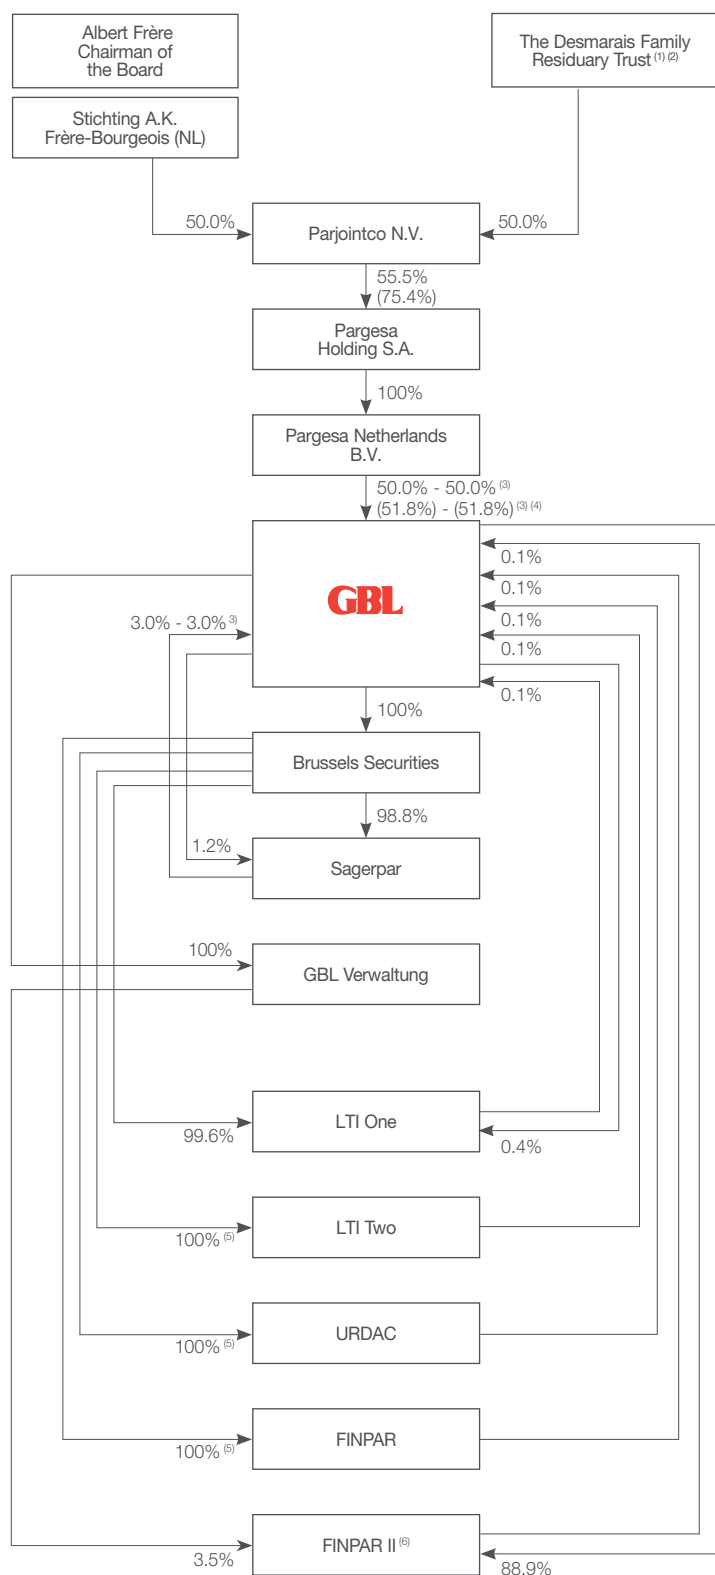 Albert Frère
Chairman of
the Board
The Desmarais Family
Residuary Trust (1) (2)
Stichting A.K.
Frère-Bourgeois (NL)
50.0%
Parjointco N.V.
50.0%
55.5%
(75.4%)
Pargesa
Holding S.A.
100%
Pargesa Netherlands
B.V.
50.0% - 50.0% (3)
(51.8%) - (51.8%) (3) (4)
0.1%
0.1%
GBL
3.0% - 3.0% 3)
0.1%
0.1%
0.1%
100%
Brussels Securities
98.8%
1.2%
Sagerpar
100%
GBL Verwaltung
LTI One
99.6%
0.4%
LTI Two
100% (5)
URDAC
100% (5)
FINPAR
100% (5)
FINPAR II (6)
3.5%
88.9%